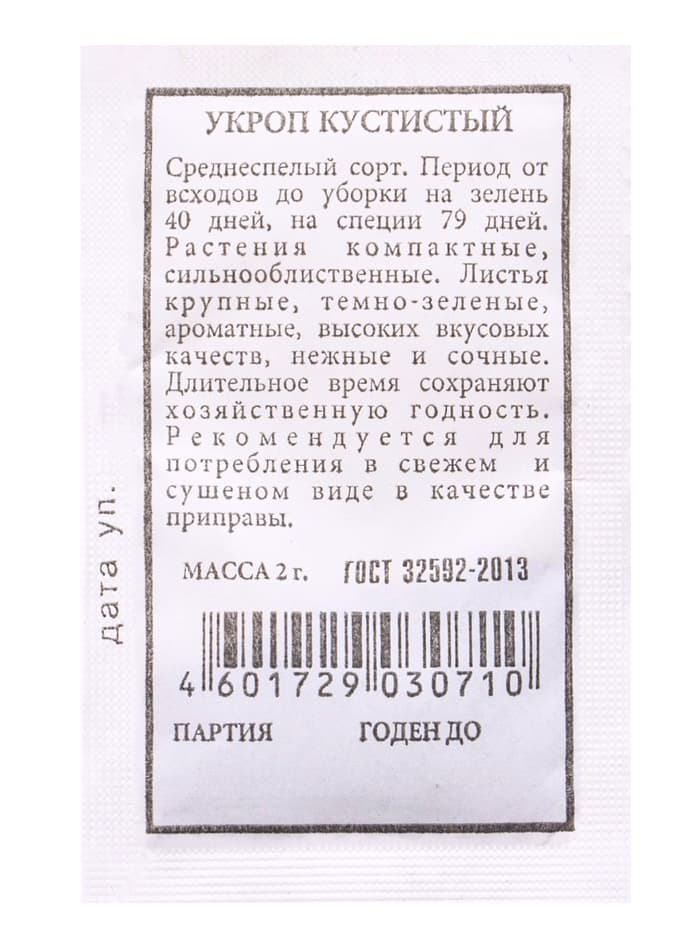 УКРОП КУСТИСТЫЙ
Среднеспелый сорт. Период от
всходов до уборки на зелень
40 дней, на специи 79 дней.
Растения компактные,
сильнооблиственные. Листья
крупные, темно-зеленые,
ароматные, высоких вкусовых
качеств, нежные и сочные.
Длительное время сохраняют
хозяйственную годность.
Рекомендуется для
потребления в свежем и
сушеном виде в качестве
приправы.
МАССА 2 г. ГОСТ 32592-2013
4 601729 030710
ПАРТИЯ ГОДЕН ДО
дата уп.